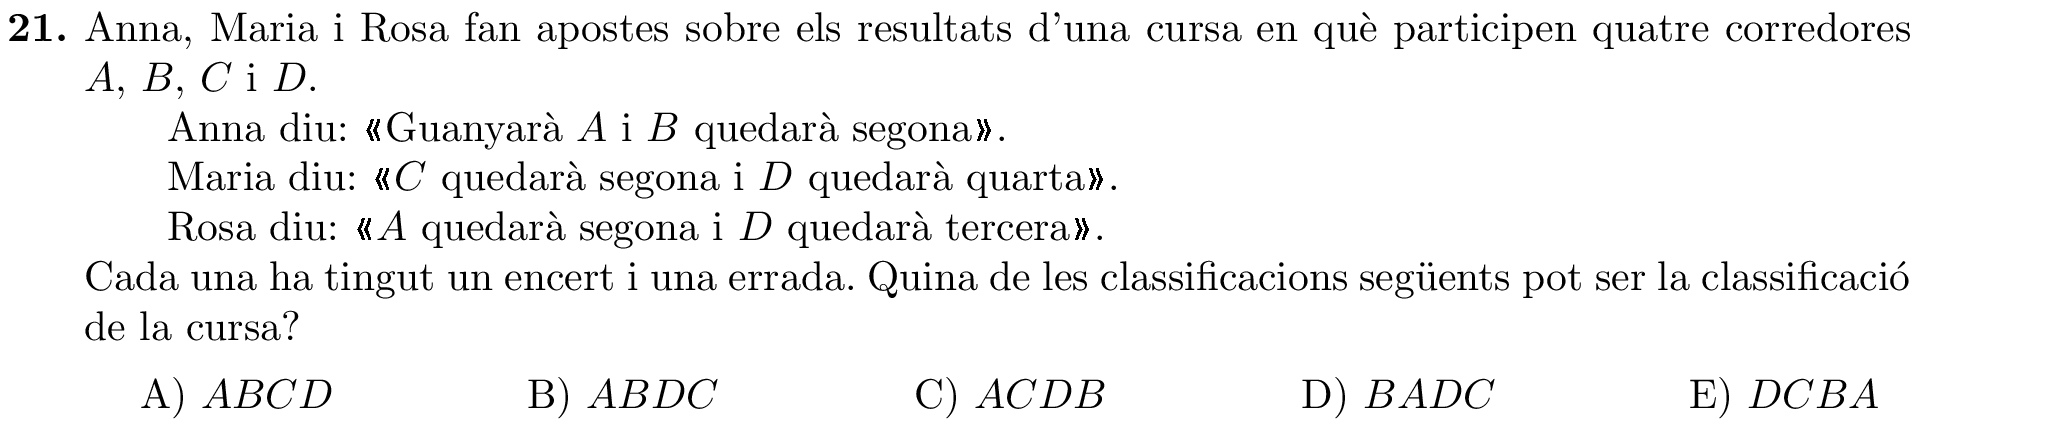 21. Anna, Maria i Rosa fan apostes sobre els resultats d'una cursa en què participen quatre corredores
A, B, C i D.
Anna diu: «Guanyarà A i B quedarà segona».
Maria diu: «C quedarà segona i D quedarà quarta».
Rosa diu: «A quedarà segona i D quedarà tercera».
Cada una ha tingut un encert i una errada. Quina de les classificacions següents pot ser la classificació
de la cursa?
A) ABCD B) ABDC C) ACDB D) BADC E) DCBA